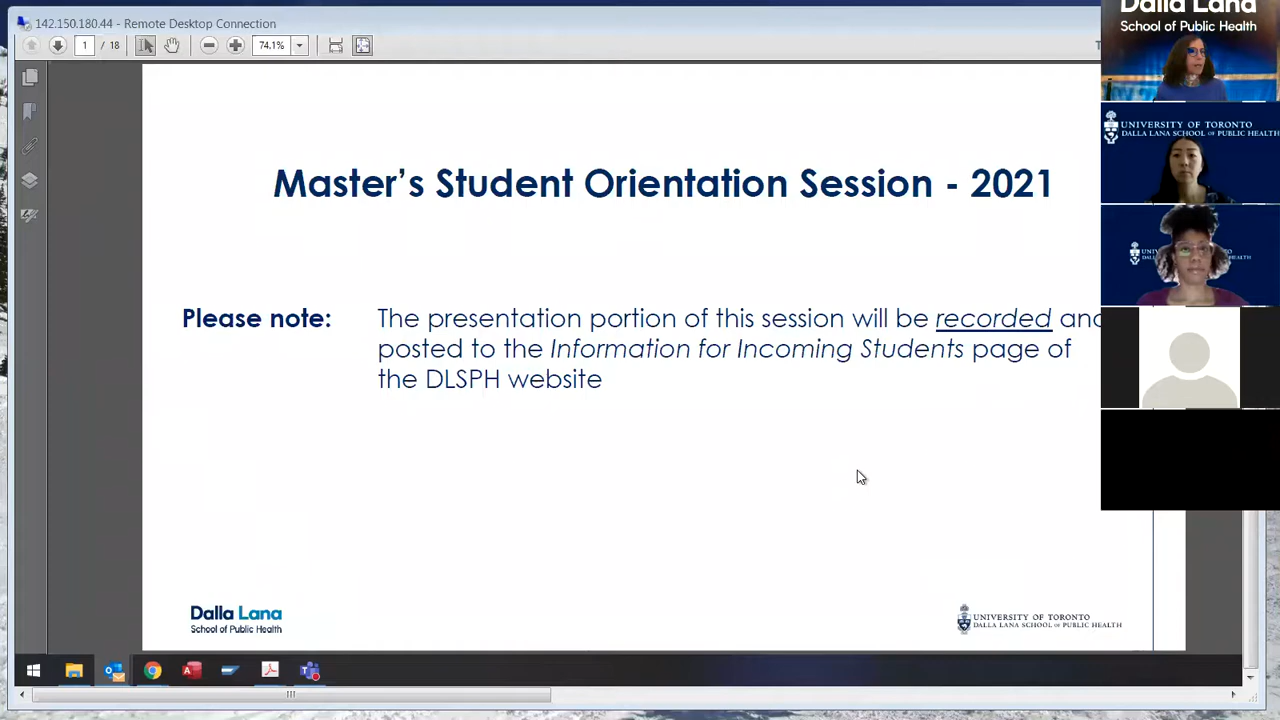 142.150.180.44 - Remote Desktop Connection
1 / 18
74.1%
Master's Student Orientation Session - 2021
Please note: The presentation portion of this session will be recorded and
posted to the Information for Incoming Students page of
the DLSPH website
Dalla Lana
School of Public Health
UNIVERSITY OF TORONTO
DALLA LANA SCHOOL OF PUBLIC HEALTH
Dalla Lana
School of Public Health
UNIVERSITY OF TORONTO
DALLA LANA SCHOOL OF PUBLIC HEALTH